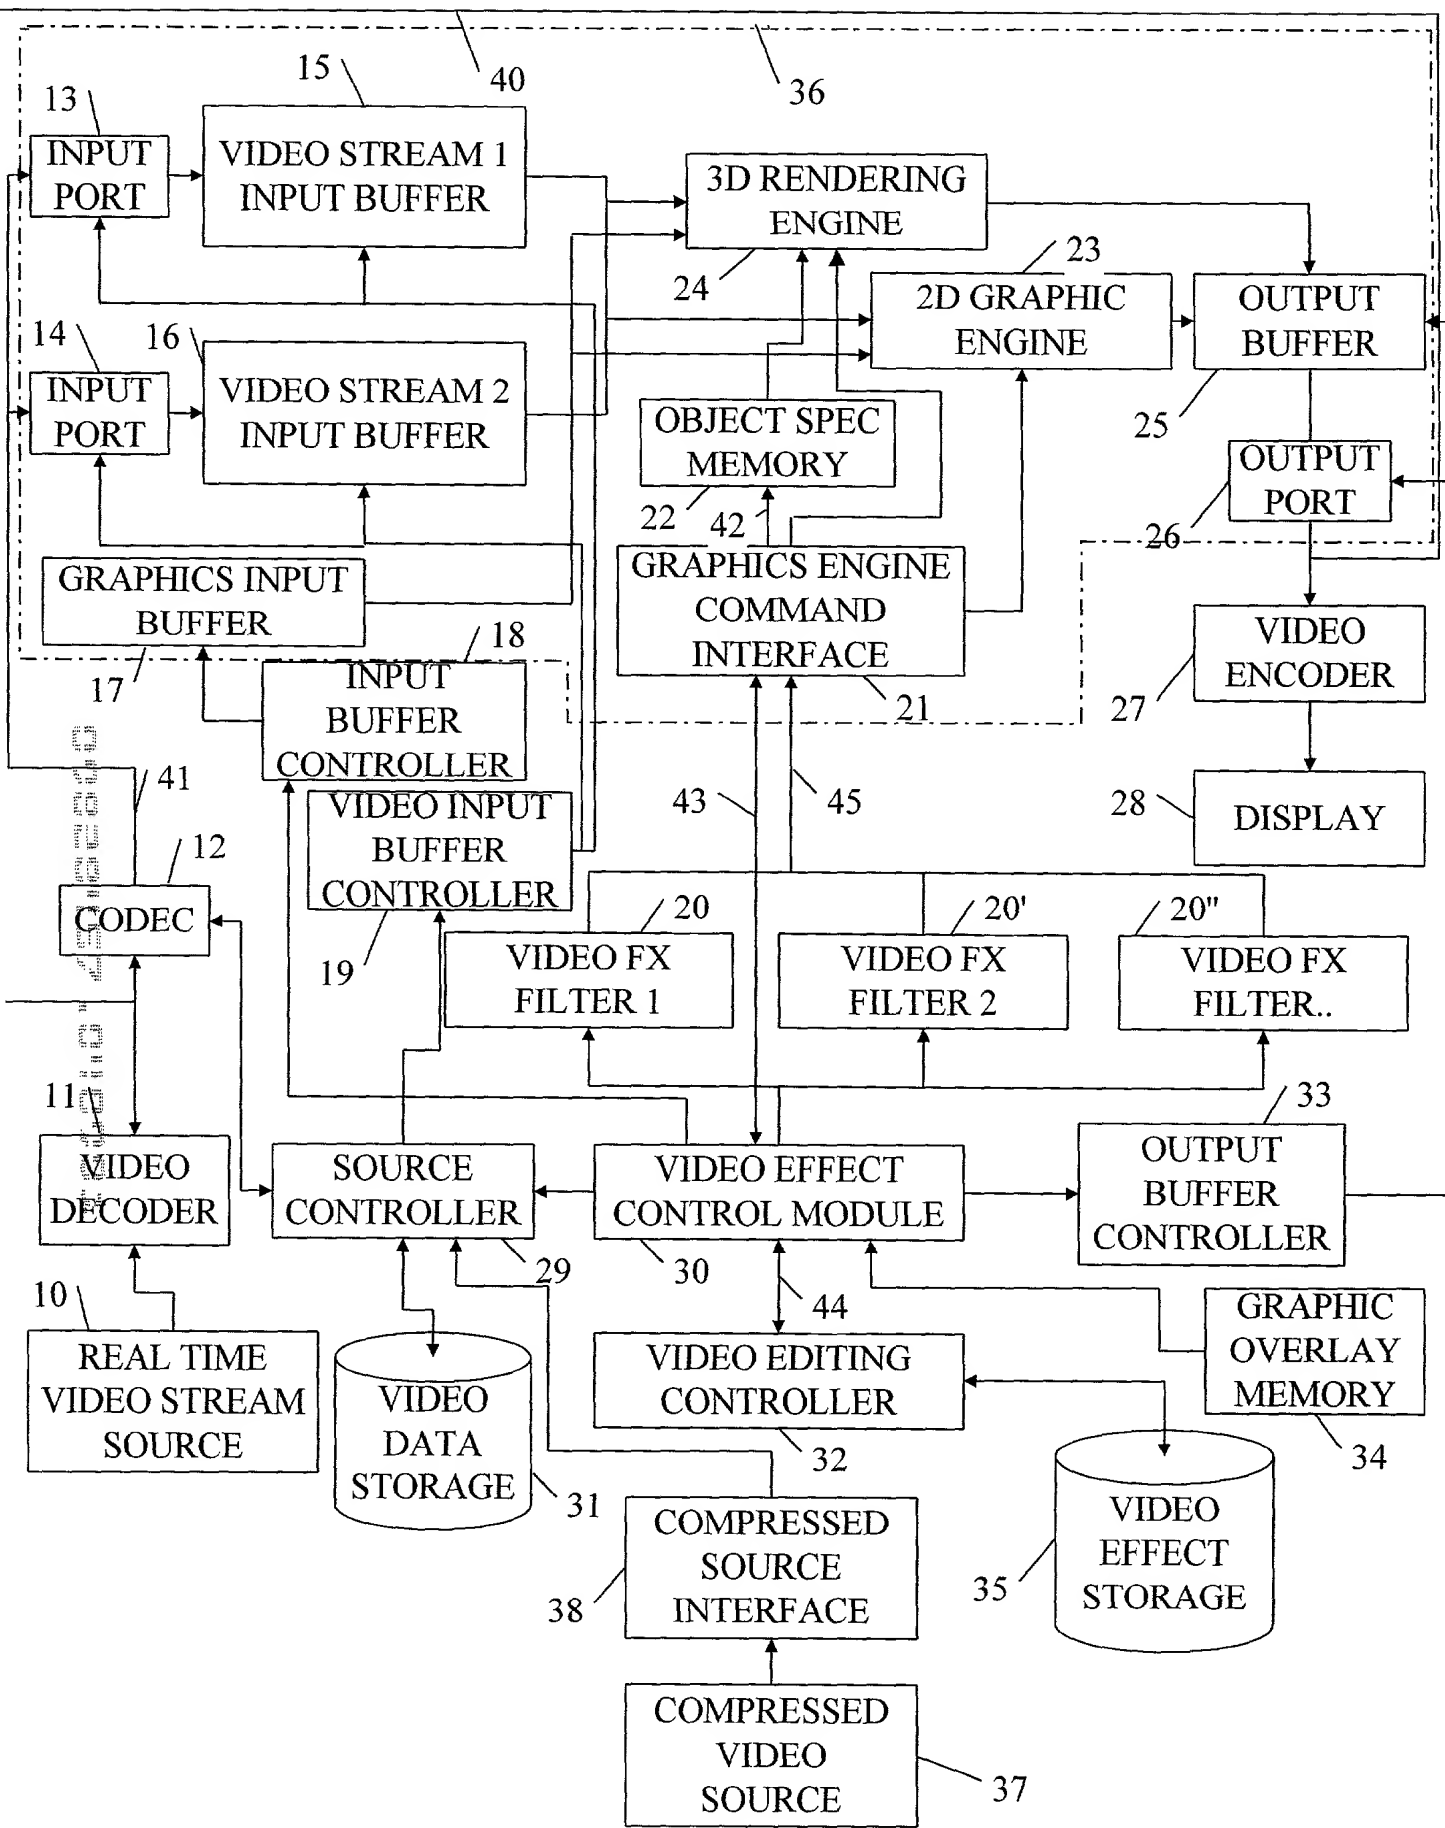 40
36
15
13
INPUT
PORT
VIDEO STREAM 1
INPUT BUFFER
3D RENDERING
ENGINE
24
23
2D GRAPHIC
ENGINE
OUTPUT
BUFFER
25
14
16
INPUT
PORT
VIDEO STREAM 2
INPUT BUFFER
OBJECT SPEC
MEMORY
22
42
OUTPUT
PORT
26
GRAPHICS INPUT
BUFFER
17
18
INPUT
BUFFER
CONTROLLER
GRAPHICS ENGINE
COMMAND
INTERFACE
21
VIDEO
ENCODER
27
41
43
45
VIDEO INPUT
BUFFER
CONTROLLER
19
28
DISPLAY
12
CODEC
20
VIDEO FX
FILTER 1
20'
VIDEO FX
FILTER 2
20"
VIDEO FX
FILTER..
11
VIDEO
DECODER
SOURCE
CONTROLLER
29
VIDEO EFFECT
CONTROL MODULE
30
33
OUTPUT
BUFFER
CONTROLLER
44
10
REAL TIME
VIDEO STREAM
SOURCE
VIDEO
DATA
STORAGE
31
VIDEO EDITING
CONTROLLER
32
GRAPHIC
OVERLAY
MEMORY
34
COMPRESSED
SOURCE
INTERFACE
38
VIDEO
EFFECT
STORAGE
35
COMPRESSED
VIDEO
SOURCE
37